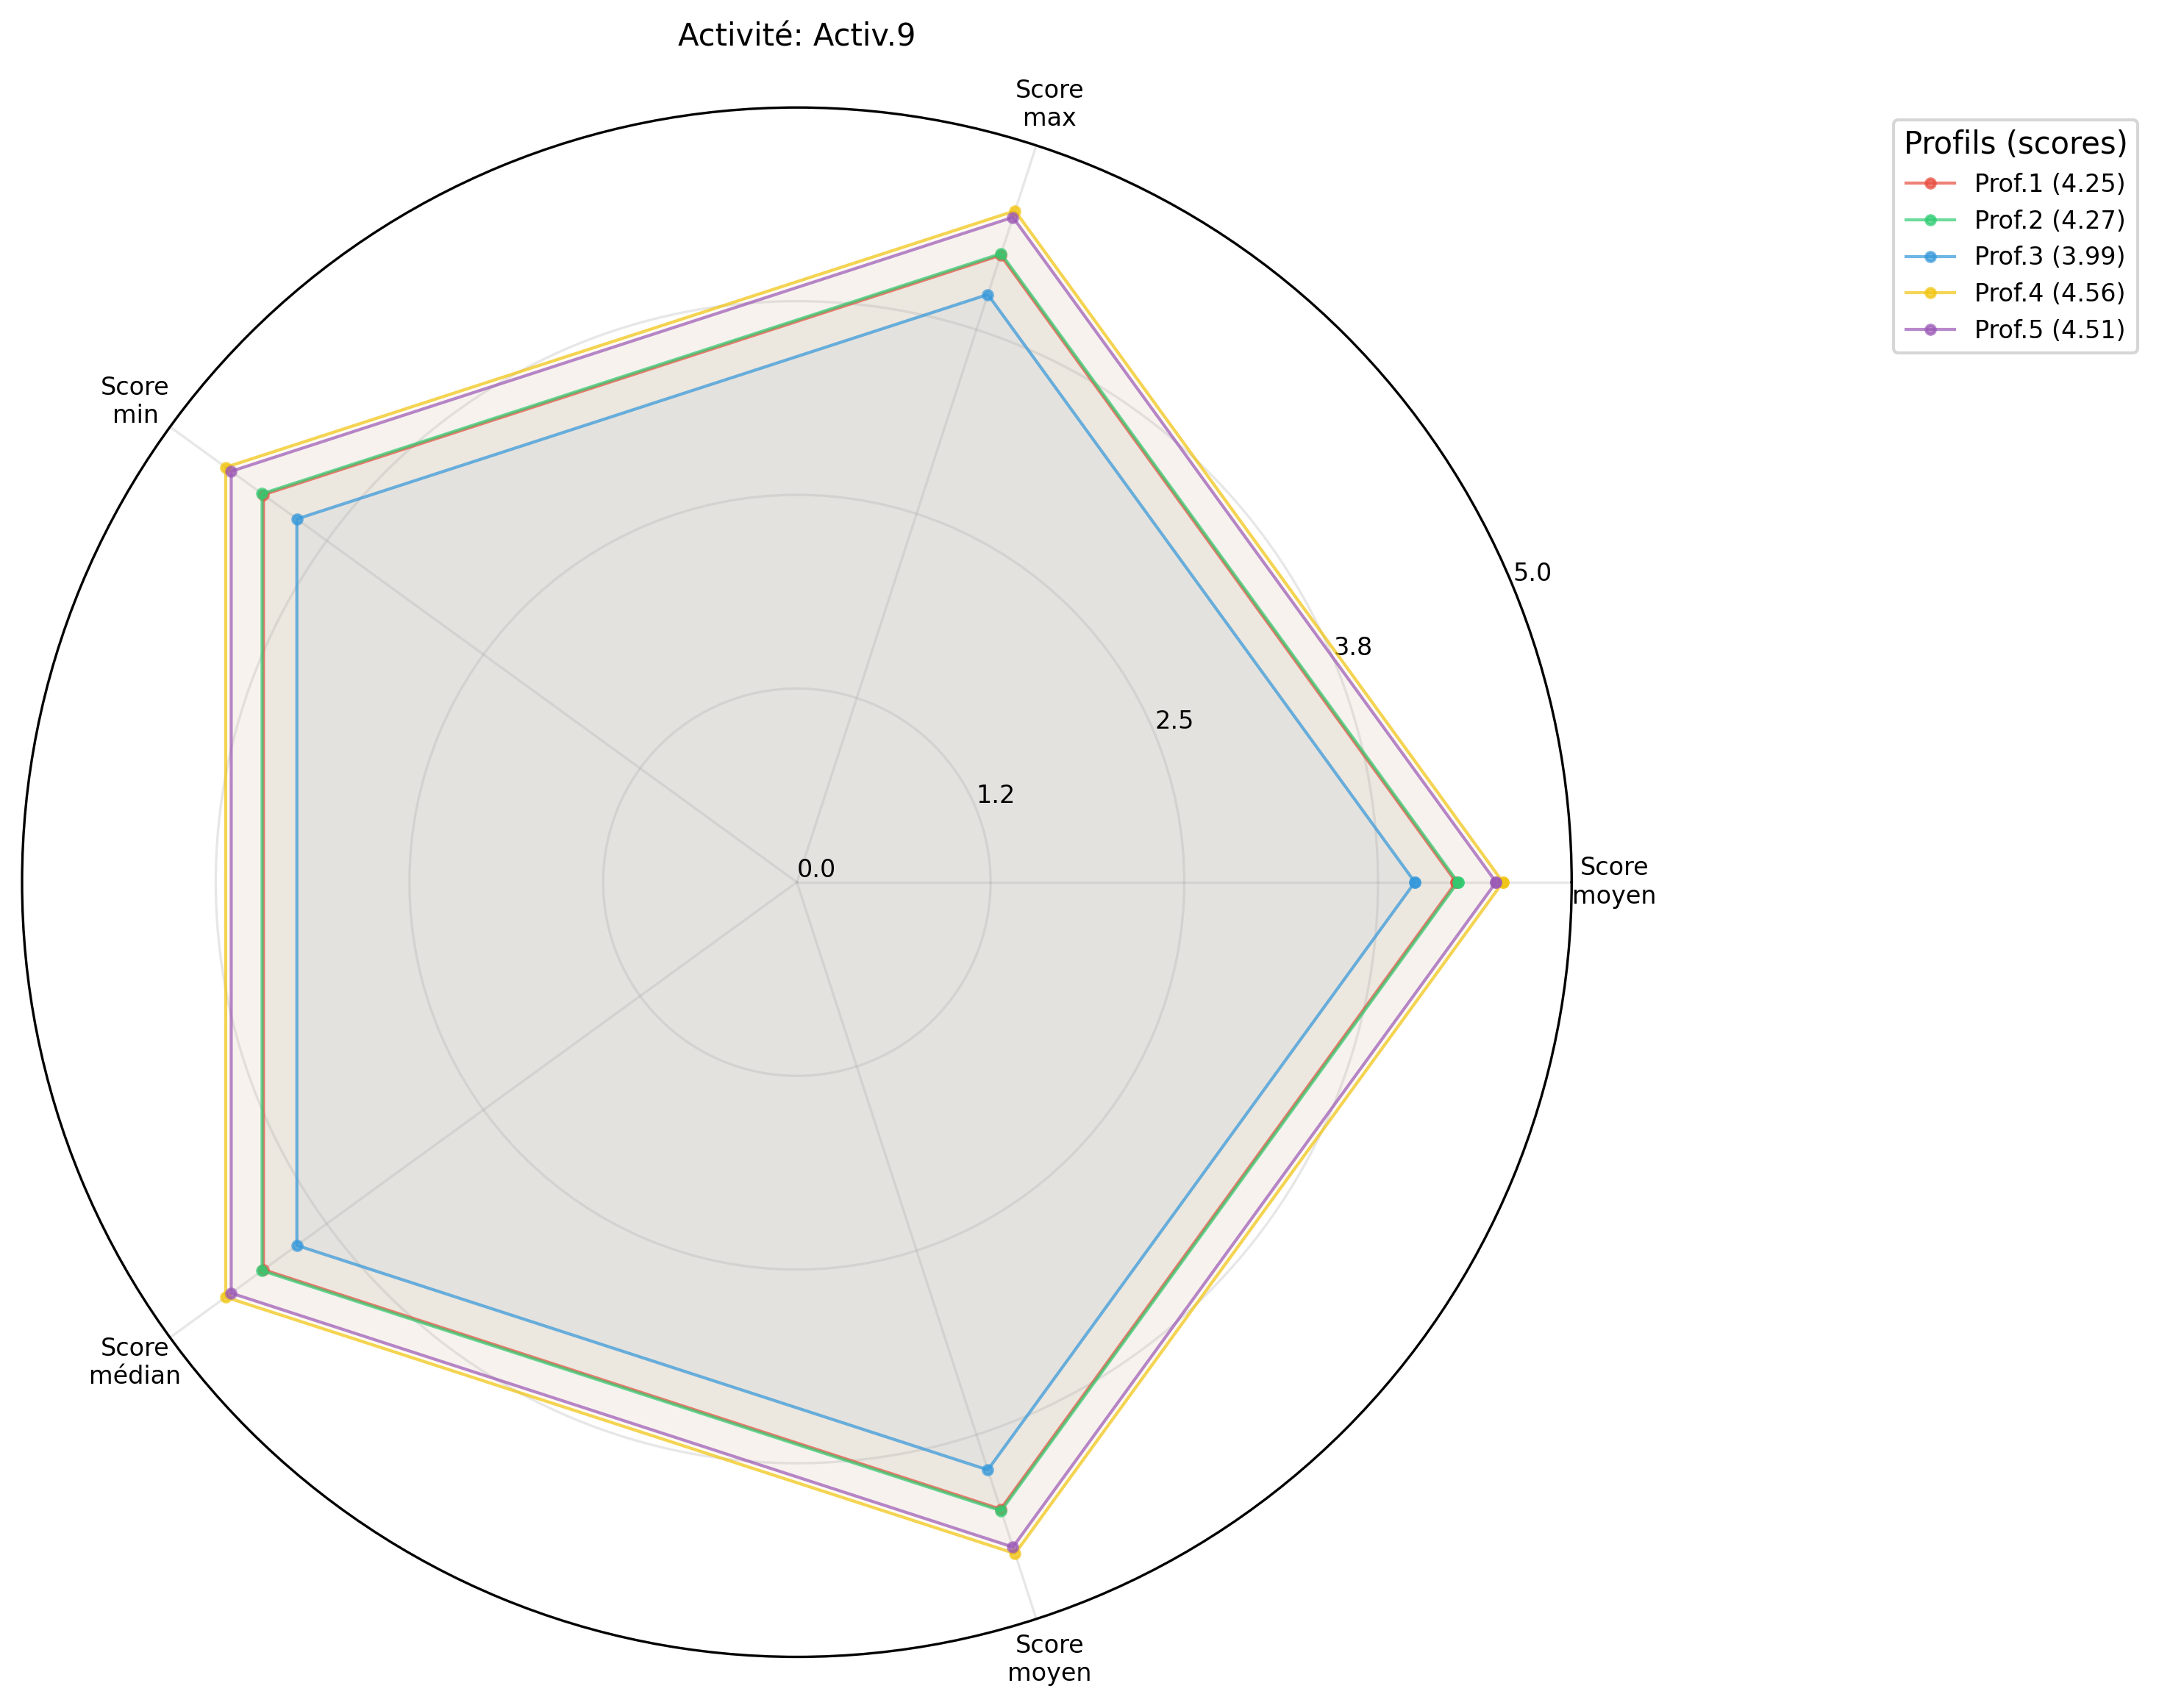 Activité: Activ.9
Score
max
Profils (scores)
Prof.1 (4.25)
Prof.2 (4.27)
Prof.3 (3.99)
Prof.4 (4.56)
Prof.5 (4.51)
Score
min
5.0
3.8
2.5
1.2
0.0
Score
moyen
Score
médian
Score
moyen